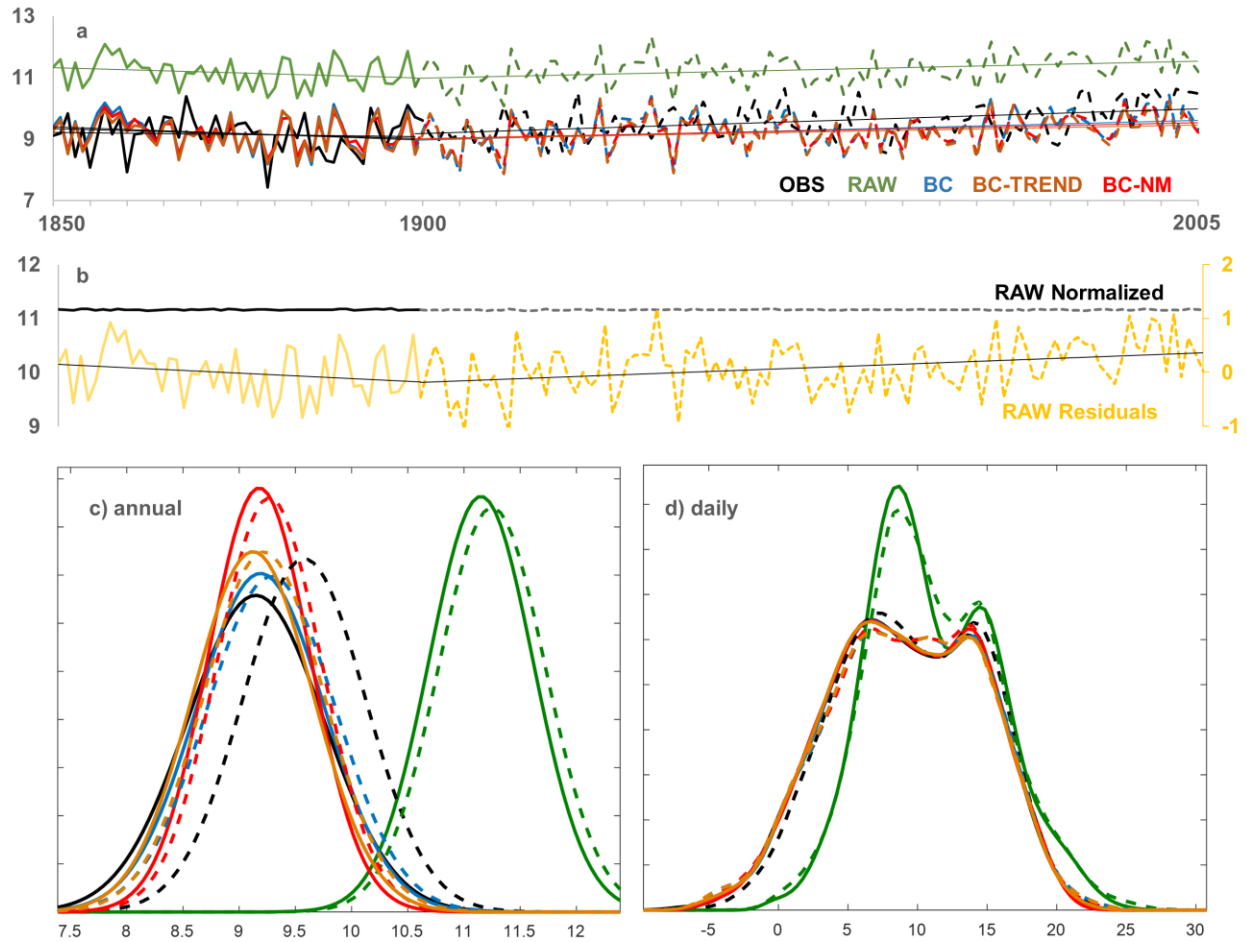 13
a
11
9
7
OBS RAW BC BC-TREND BC-NM
1850 1900 2005
12 b 2
RAW Normalized
11 1
10 0
RAW Residuals
9 -1
c) annual
d) daily
7.5 8 8.5 9 9.5 10 10.5 11 11.5 12
-5 0 5 10 15 20 25 30